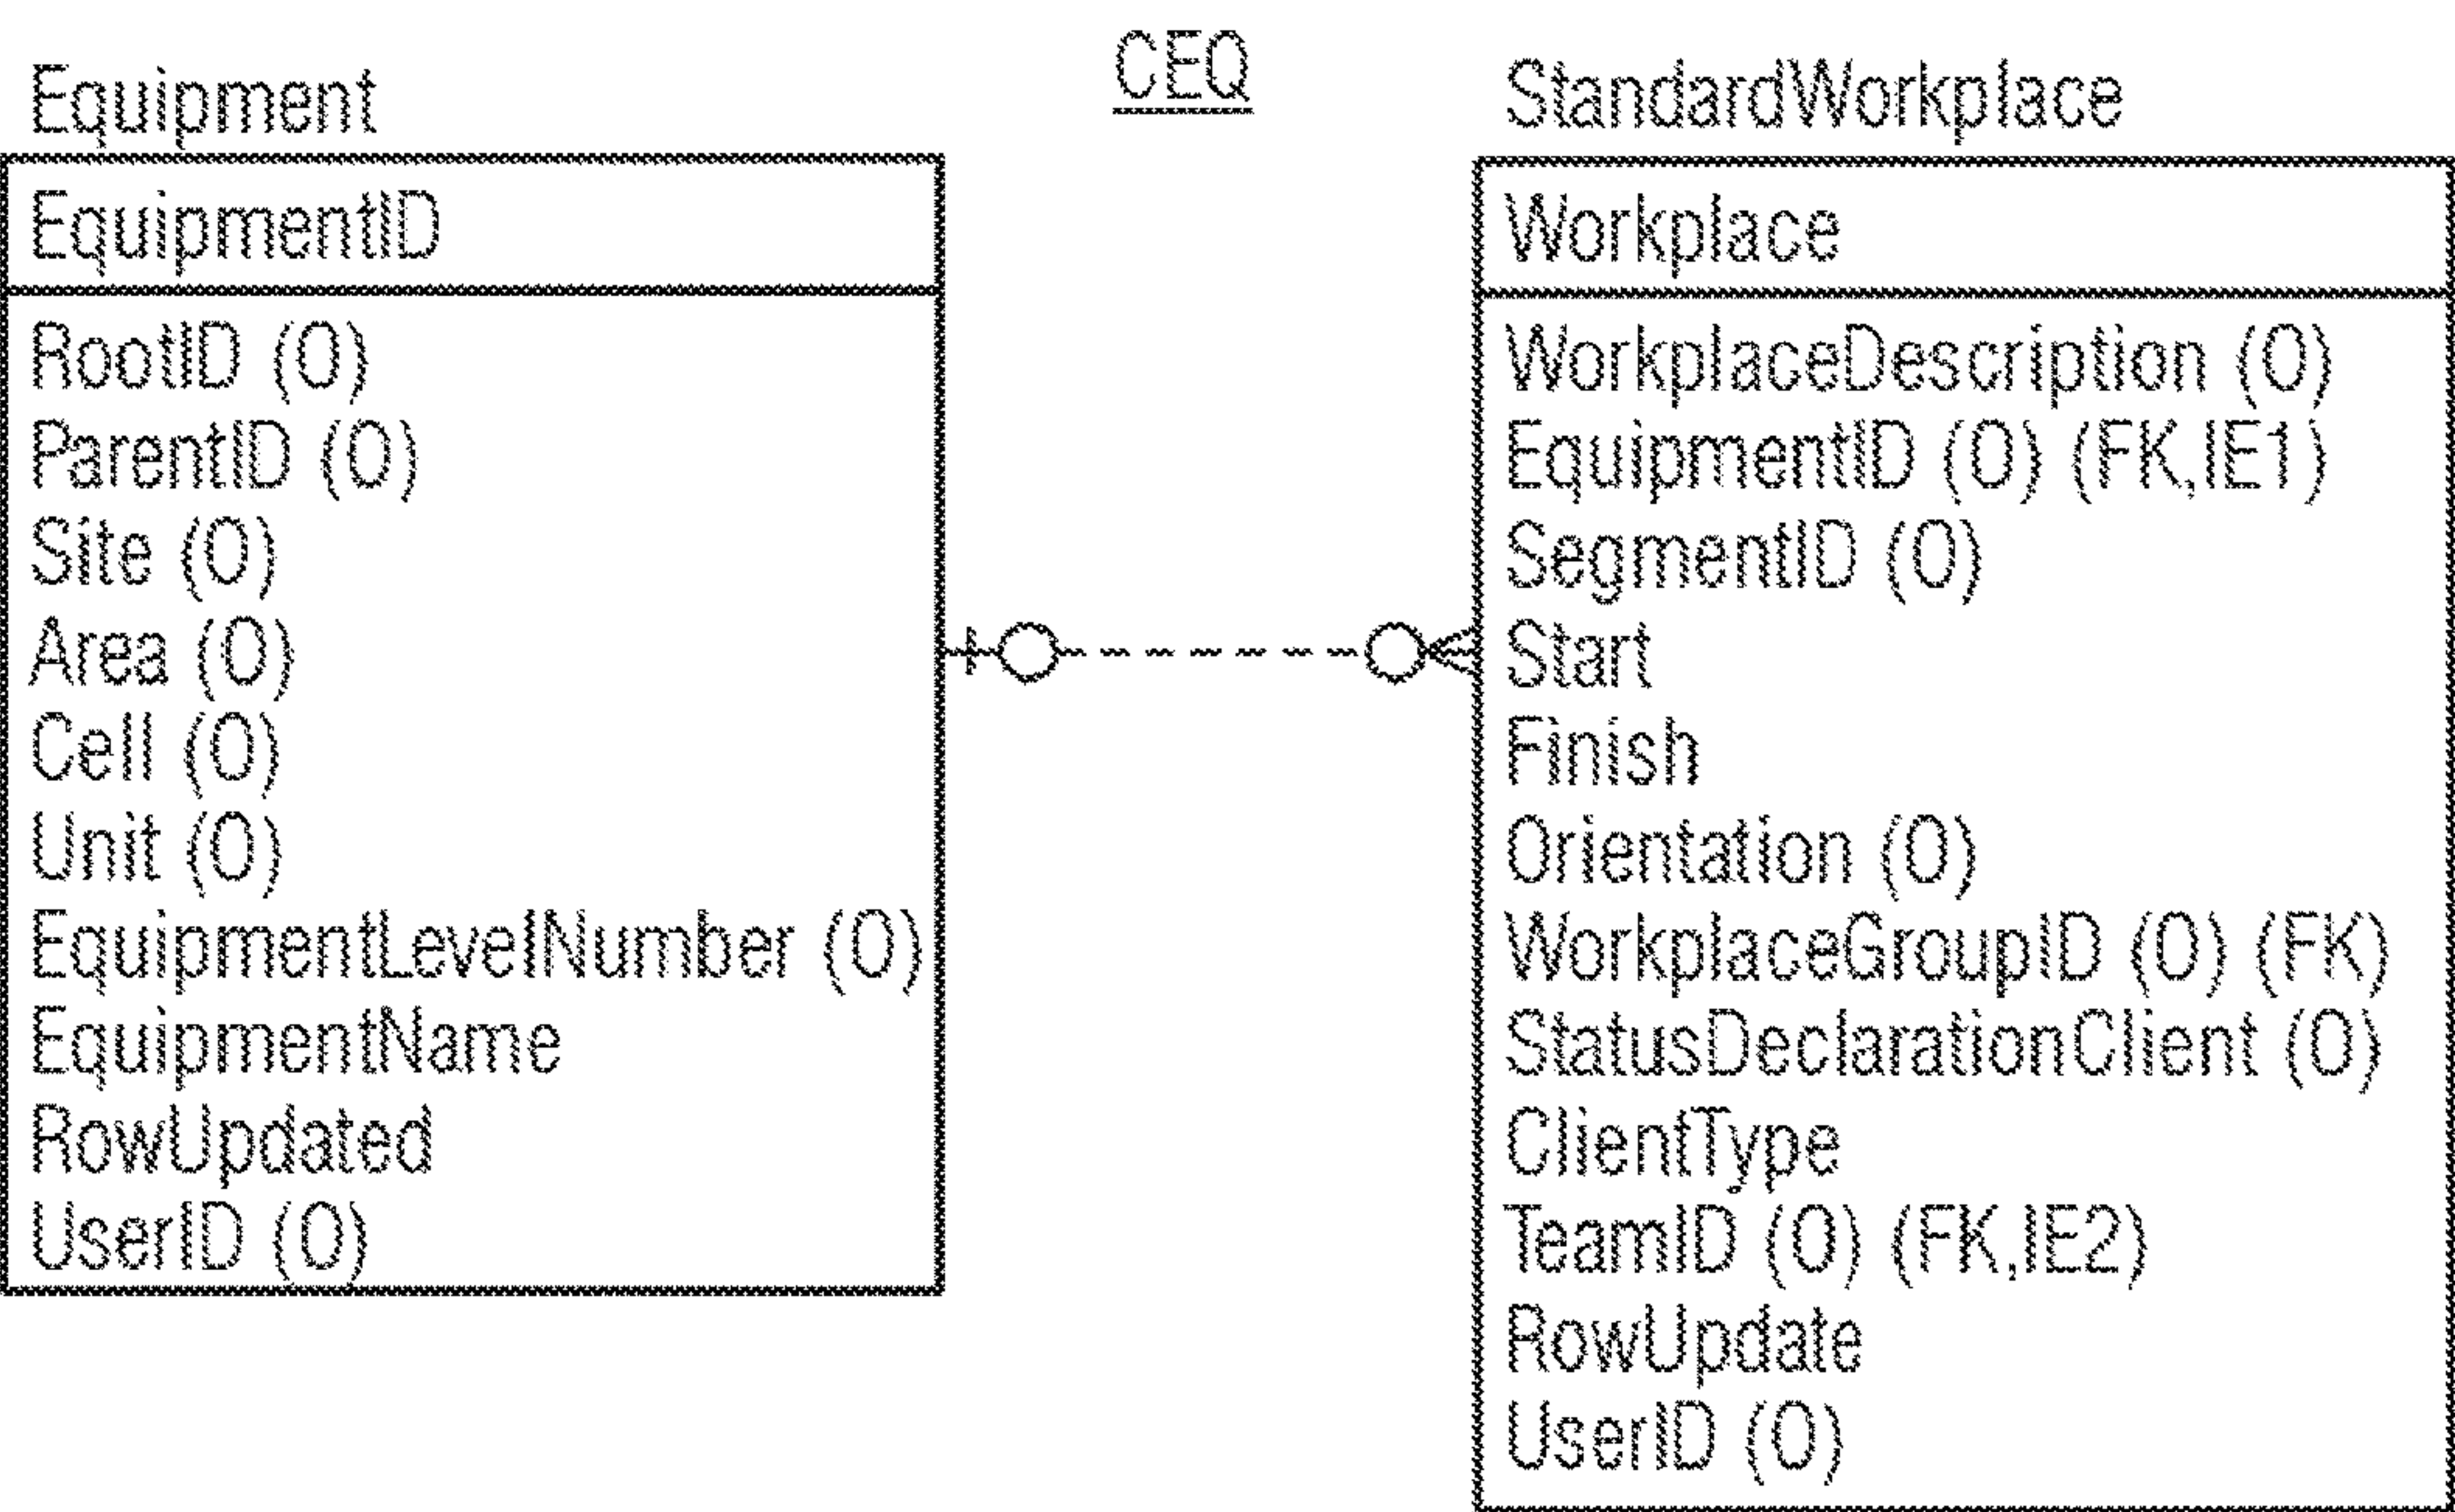 CEQ
Equipment
EquipmentID
RootID (O)
ParentID (O)
Site (O)
Area (O)
Cell (O)
Unit (O)
EquipmentLevelNumber (O)
EquipmentName
RowUpdated
UserID (O)
StandardWorkplace
Workplace
WorkplaceDescription (O)
EquipmentID (O) (FK,IE1)
SegmentID (O)
Start
Finish
Orientation (O)
WorkplaceGroupID (O) (FK)
StatusDeclarationClient (O)
ClientType
TeamID (O) (FK,IE2)
RowUpdate
UserID (O)